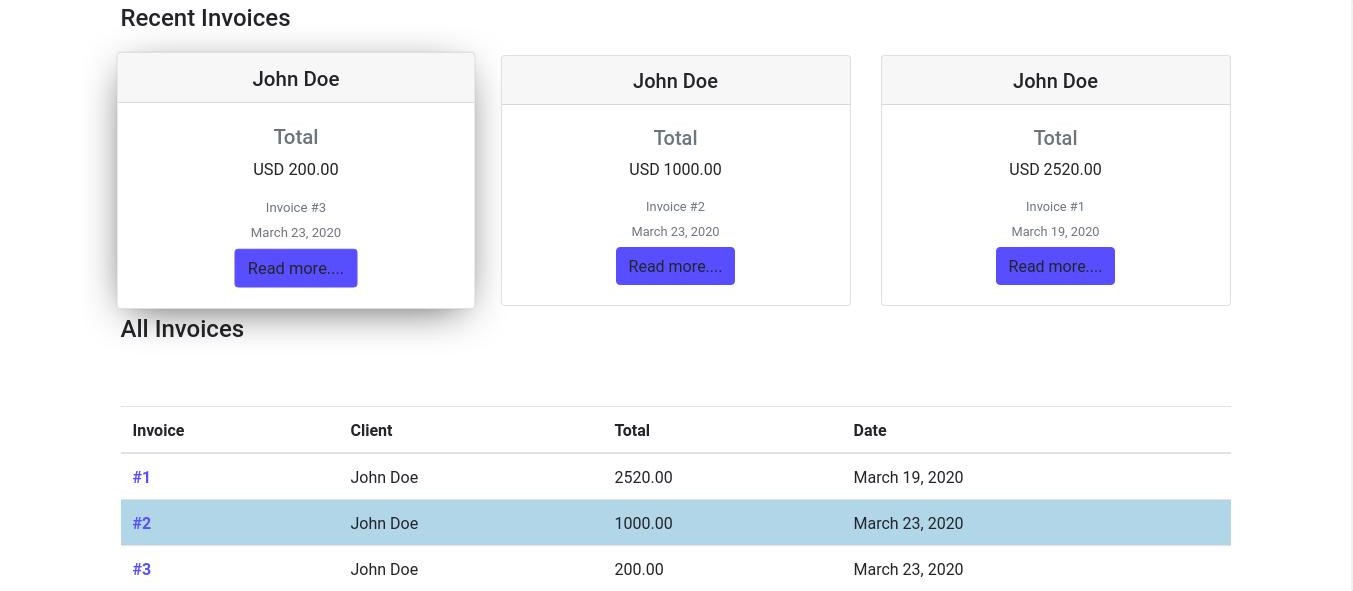 Recent Invoices
John Doe
Total
USD 200.00
Invoice #3
March 23, 2020
Read more....
John Doe
Total
USD 1000.00
Invoice #2
March 23, 2020
Read more....
John Doe
Total
USD 2520.00
Invoice #1
March 19, 2020
Read more....
All Invoices
Invoice Client Total Date
#1 John Doe 2520.00 March 19, 2020
#2 John Doe 1000.00 March 23, 2020
#3 John Doe 200.00 March 23, 2020